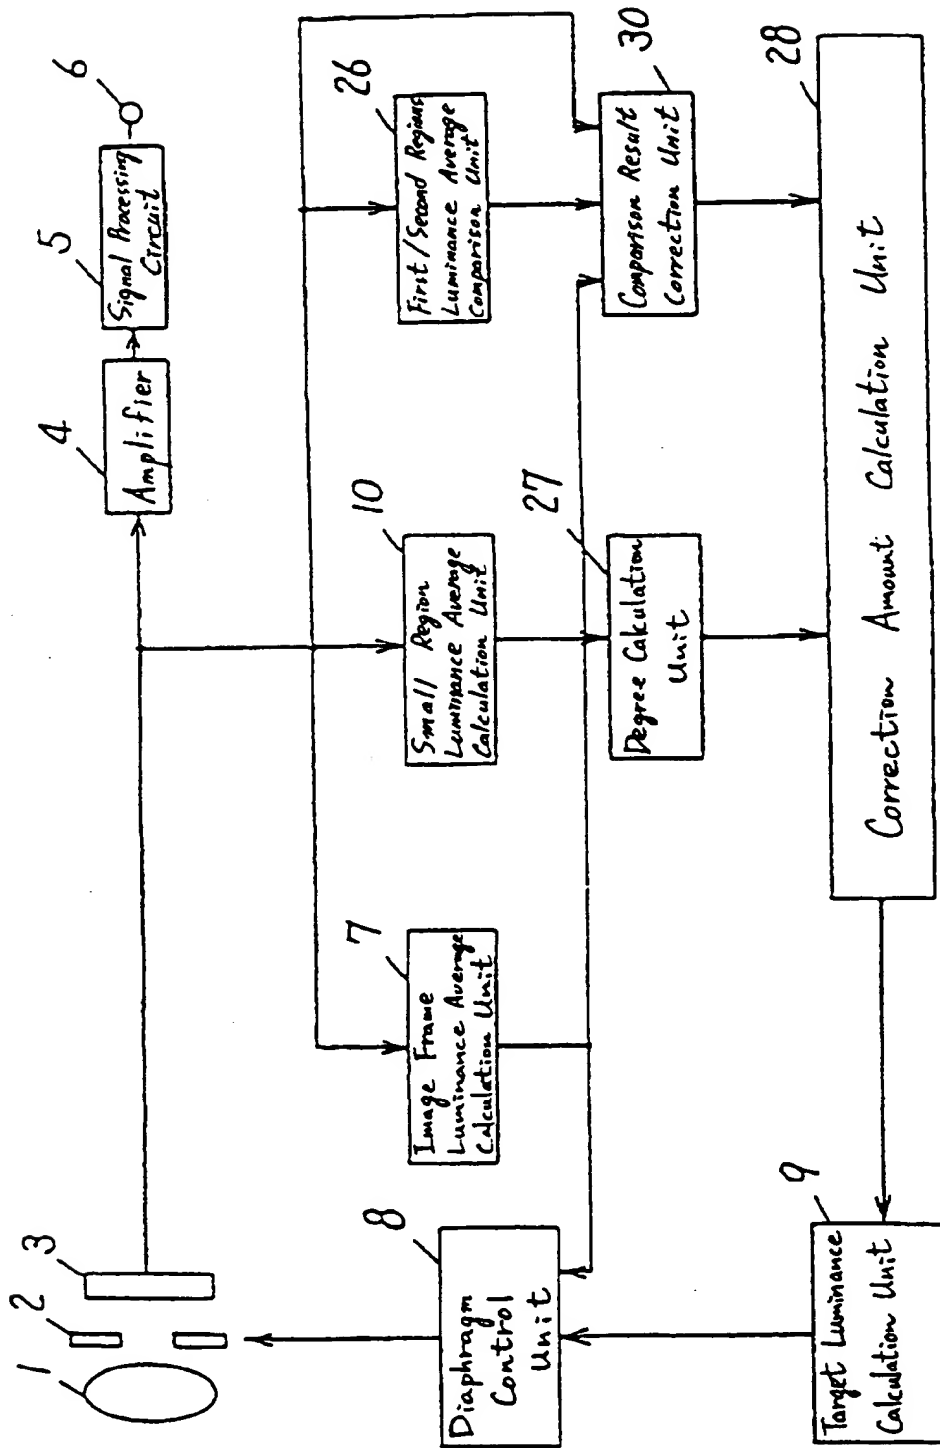 1
2
3
4
Amplifier
5
Signal Processing
Circuit
6
7
Image Frame
Luminance Average
Calculation Unit
10
Small Region
Luminance Average
Calculation Unit
26
First/Second Regions
Luminance Average
Comparison Unit
8
Diaphragm
Control
Unit
27
Degree Calculation
Unit
30
Comparison Result
Correction Unit
9
Target Luminance
Calculation Unit
28
Correction Amount Calculation Unit